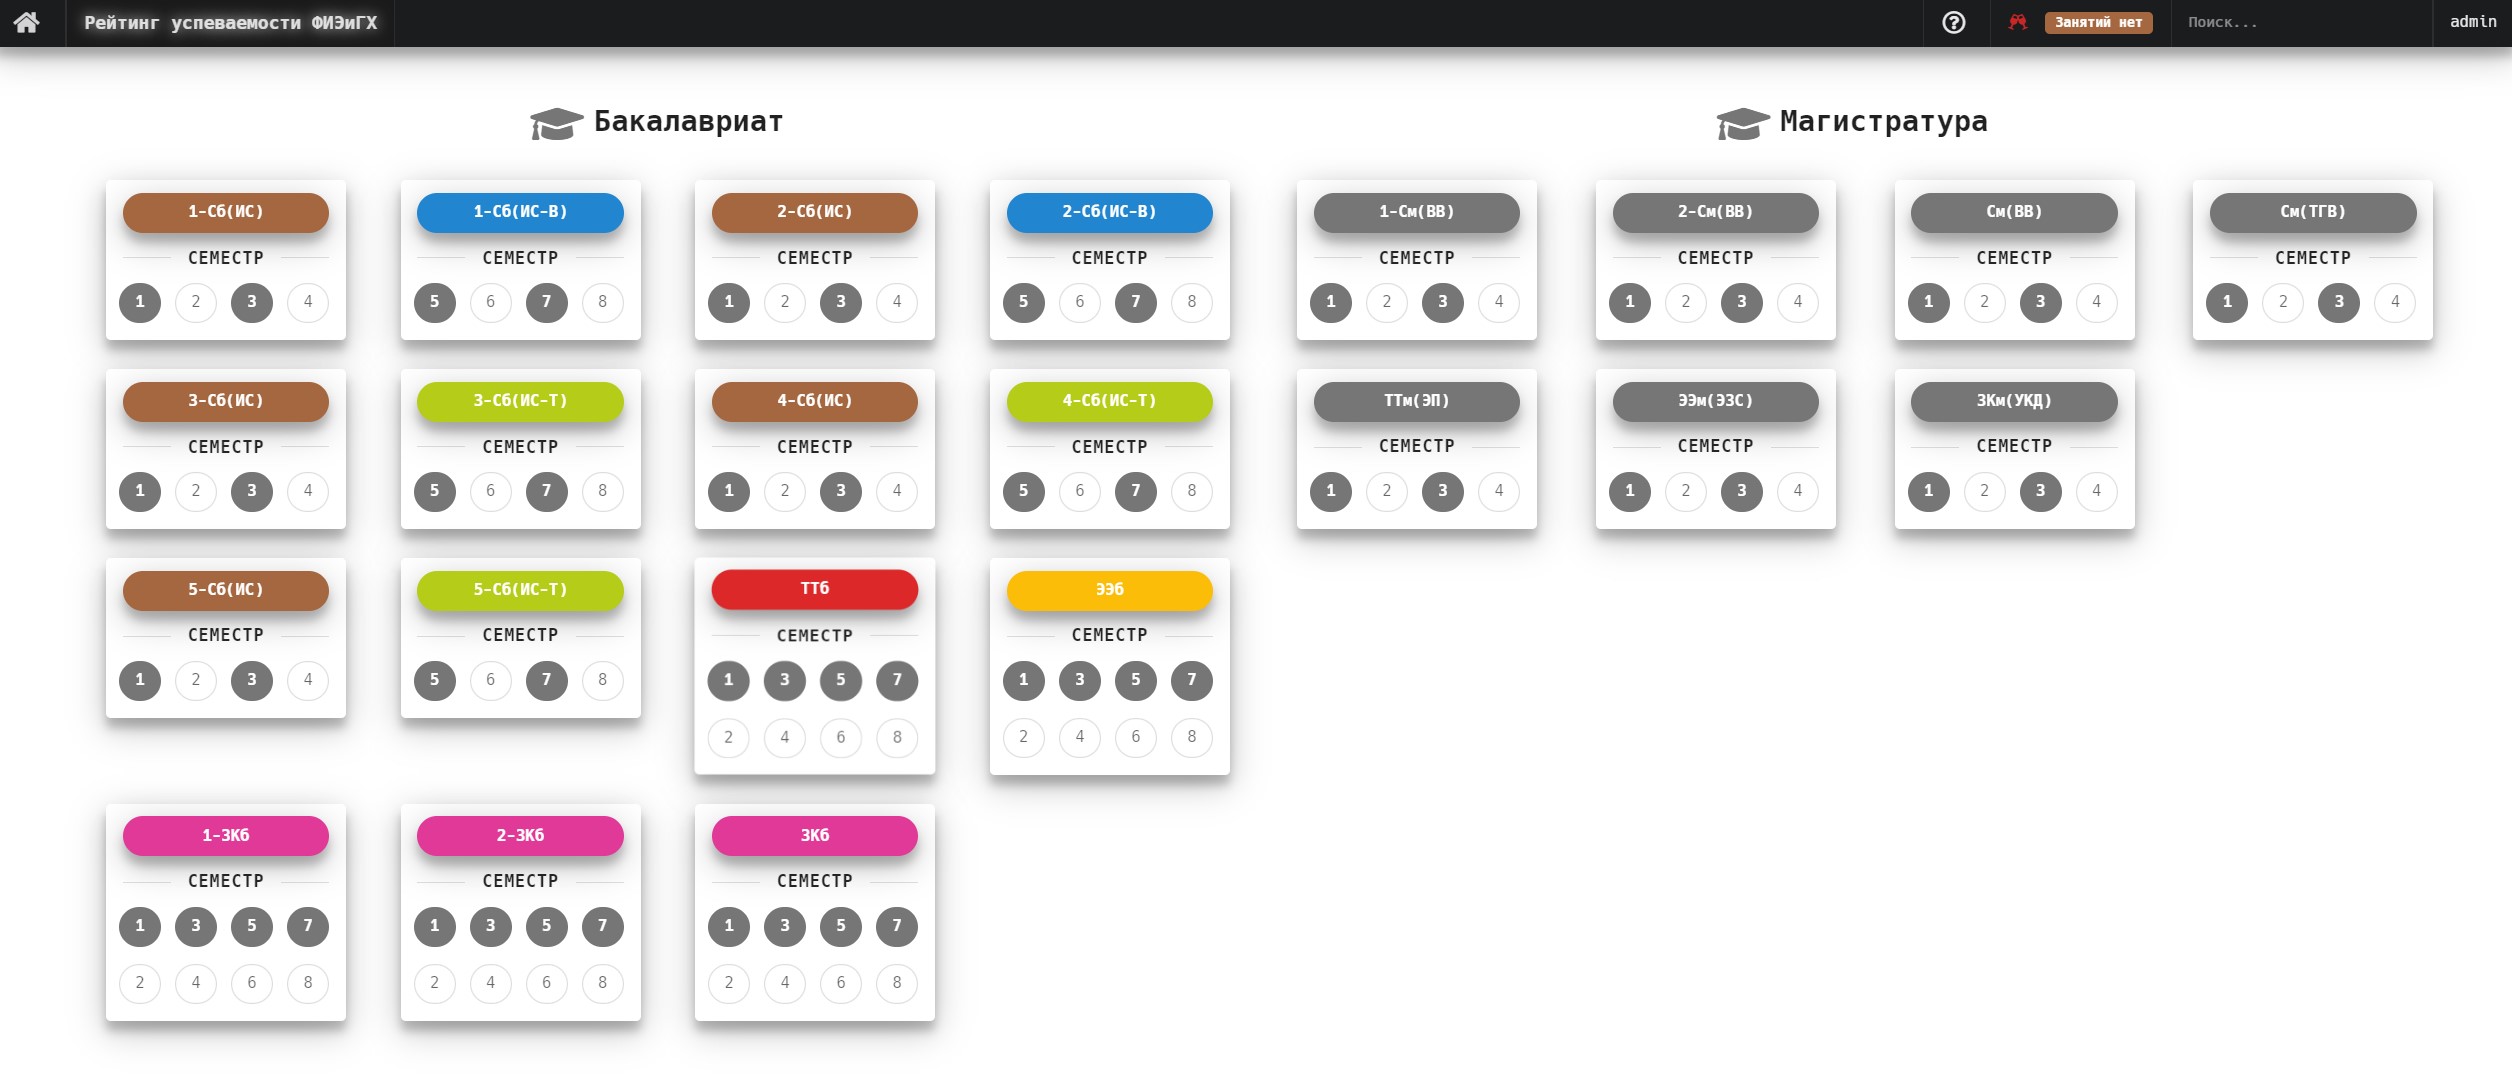 Рейтинг успеваемости ФИЭиГХ
Занятий нет
Поиск...
admin
Бакалавриат
1-Сб(ИС) 1-Сб(ИС-В) 2-Сб(ИС) 2-Сб(ИС-В)
СЕМЕСТР СЕМЕСТР СЕМЕСТР СЕМЕСТР
1 2 3 4 5 6 7 8 1 2 3 4 5 6 7 8
3-Сб(ИС) 3-Сб(ИС-Т) 4-Сб(ИС) 4-Сб(ИС-Т)
СЕМЕСТР СЕМЕСТР СЕМЕСТР СЕМЕСТР
1 2 3 4 5 6 7 8 1 2 3 4 5 6 7 8
5-Сб(ИС) 5-Сб(ИС-Т) ТТб ЭЭб
СЕМЕСТР СЕМЕСТР СЕМЕСТР СЕМЕСТР
1 2 3 4 5 6 7 8 1 3 5 7 1 3 5 7
2 4 6 8 2 4 6 8
1-ЗКб 2-ЗКб ЗКб
СЕМЕСТР СЕМЕСТР СЕМЕСТР
1 3 5 7 1 3 5 7 1 3 5 7
2 4 6 8 2 4 6 8 2 4 6 8
Магистратура
1-См(ВВ) 2-См(ВВ) См(ВВ) См(ТГВ)
СЕМЕСТР СЕМЕСТР СЕМЕСТР СЕМЕСТР
1 2 3 4 1 2 3 4 1 2 3 4 1 2 3 4
ТТм(ЭП) ЭЭм(ЭЗС) ЗКм(УКД)
СЕМЕСТР СЕМЕСТР СЕМЕСТР
1 2 3 4 1 2 3 4 1 2 3 4